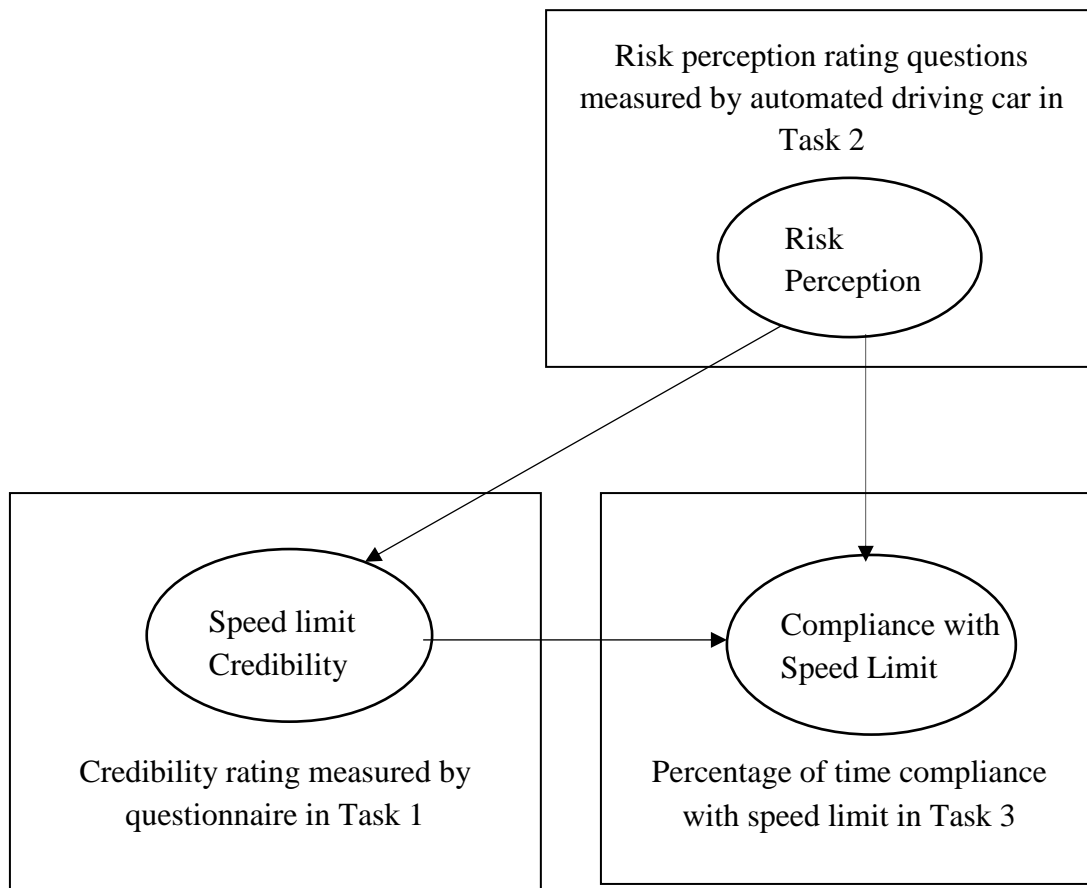 Risk perception rating questions
measured by automated driving car in
Task 2
Risk
Perception
Speed limit
Credibility
Credibility rating measured by
questionnaire in Task 1
Compliance with
Speed Limit
Percentage of time compliance
with speed limit in Task 3